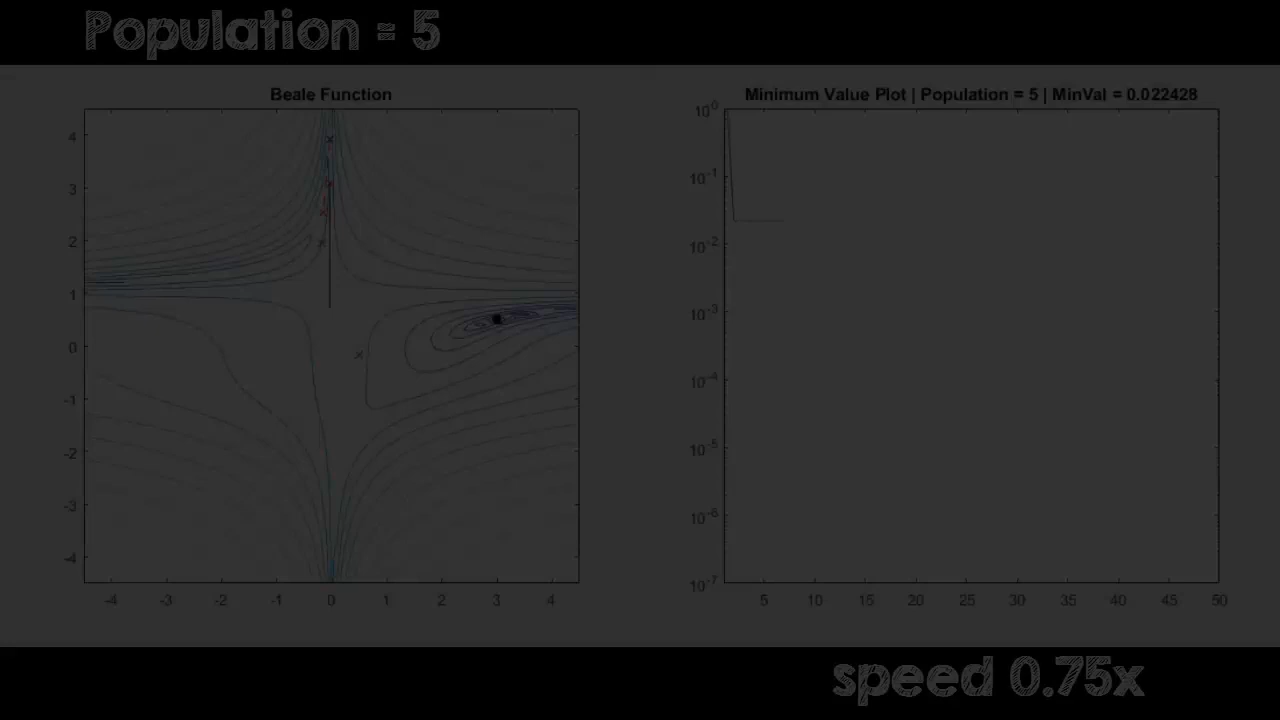 Population = 5
Beale Function
4
3
2
1
0
-1
-2
-3
-4
-4 -3 -2 -1 0 1 2 3 4
Minimum Value Plot | Population = 5 | MinVal = 0.022428
10^-0
10^-1
10^-2
10^-3
10^-4
10^-5
10^-6
10^-7
5 10 15 20 25 30 35 40 45 50
speed 0.75x